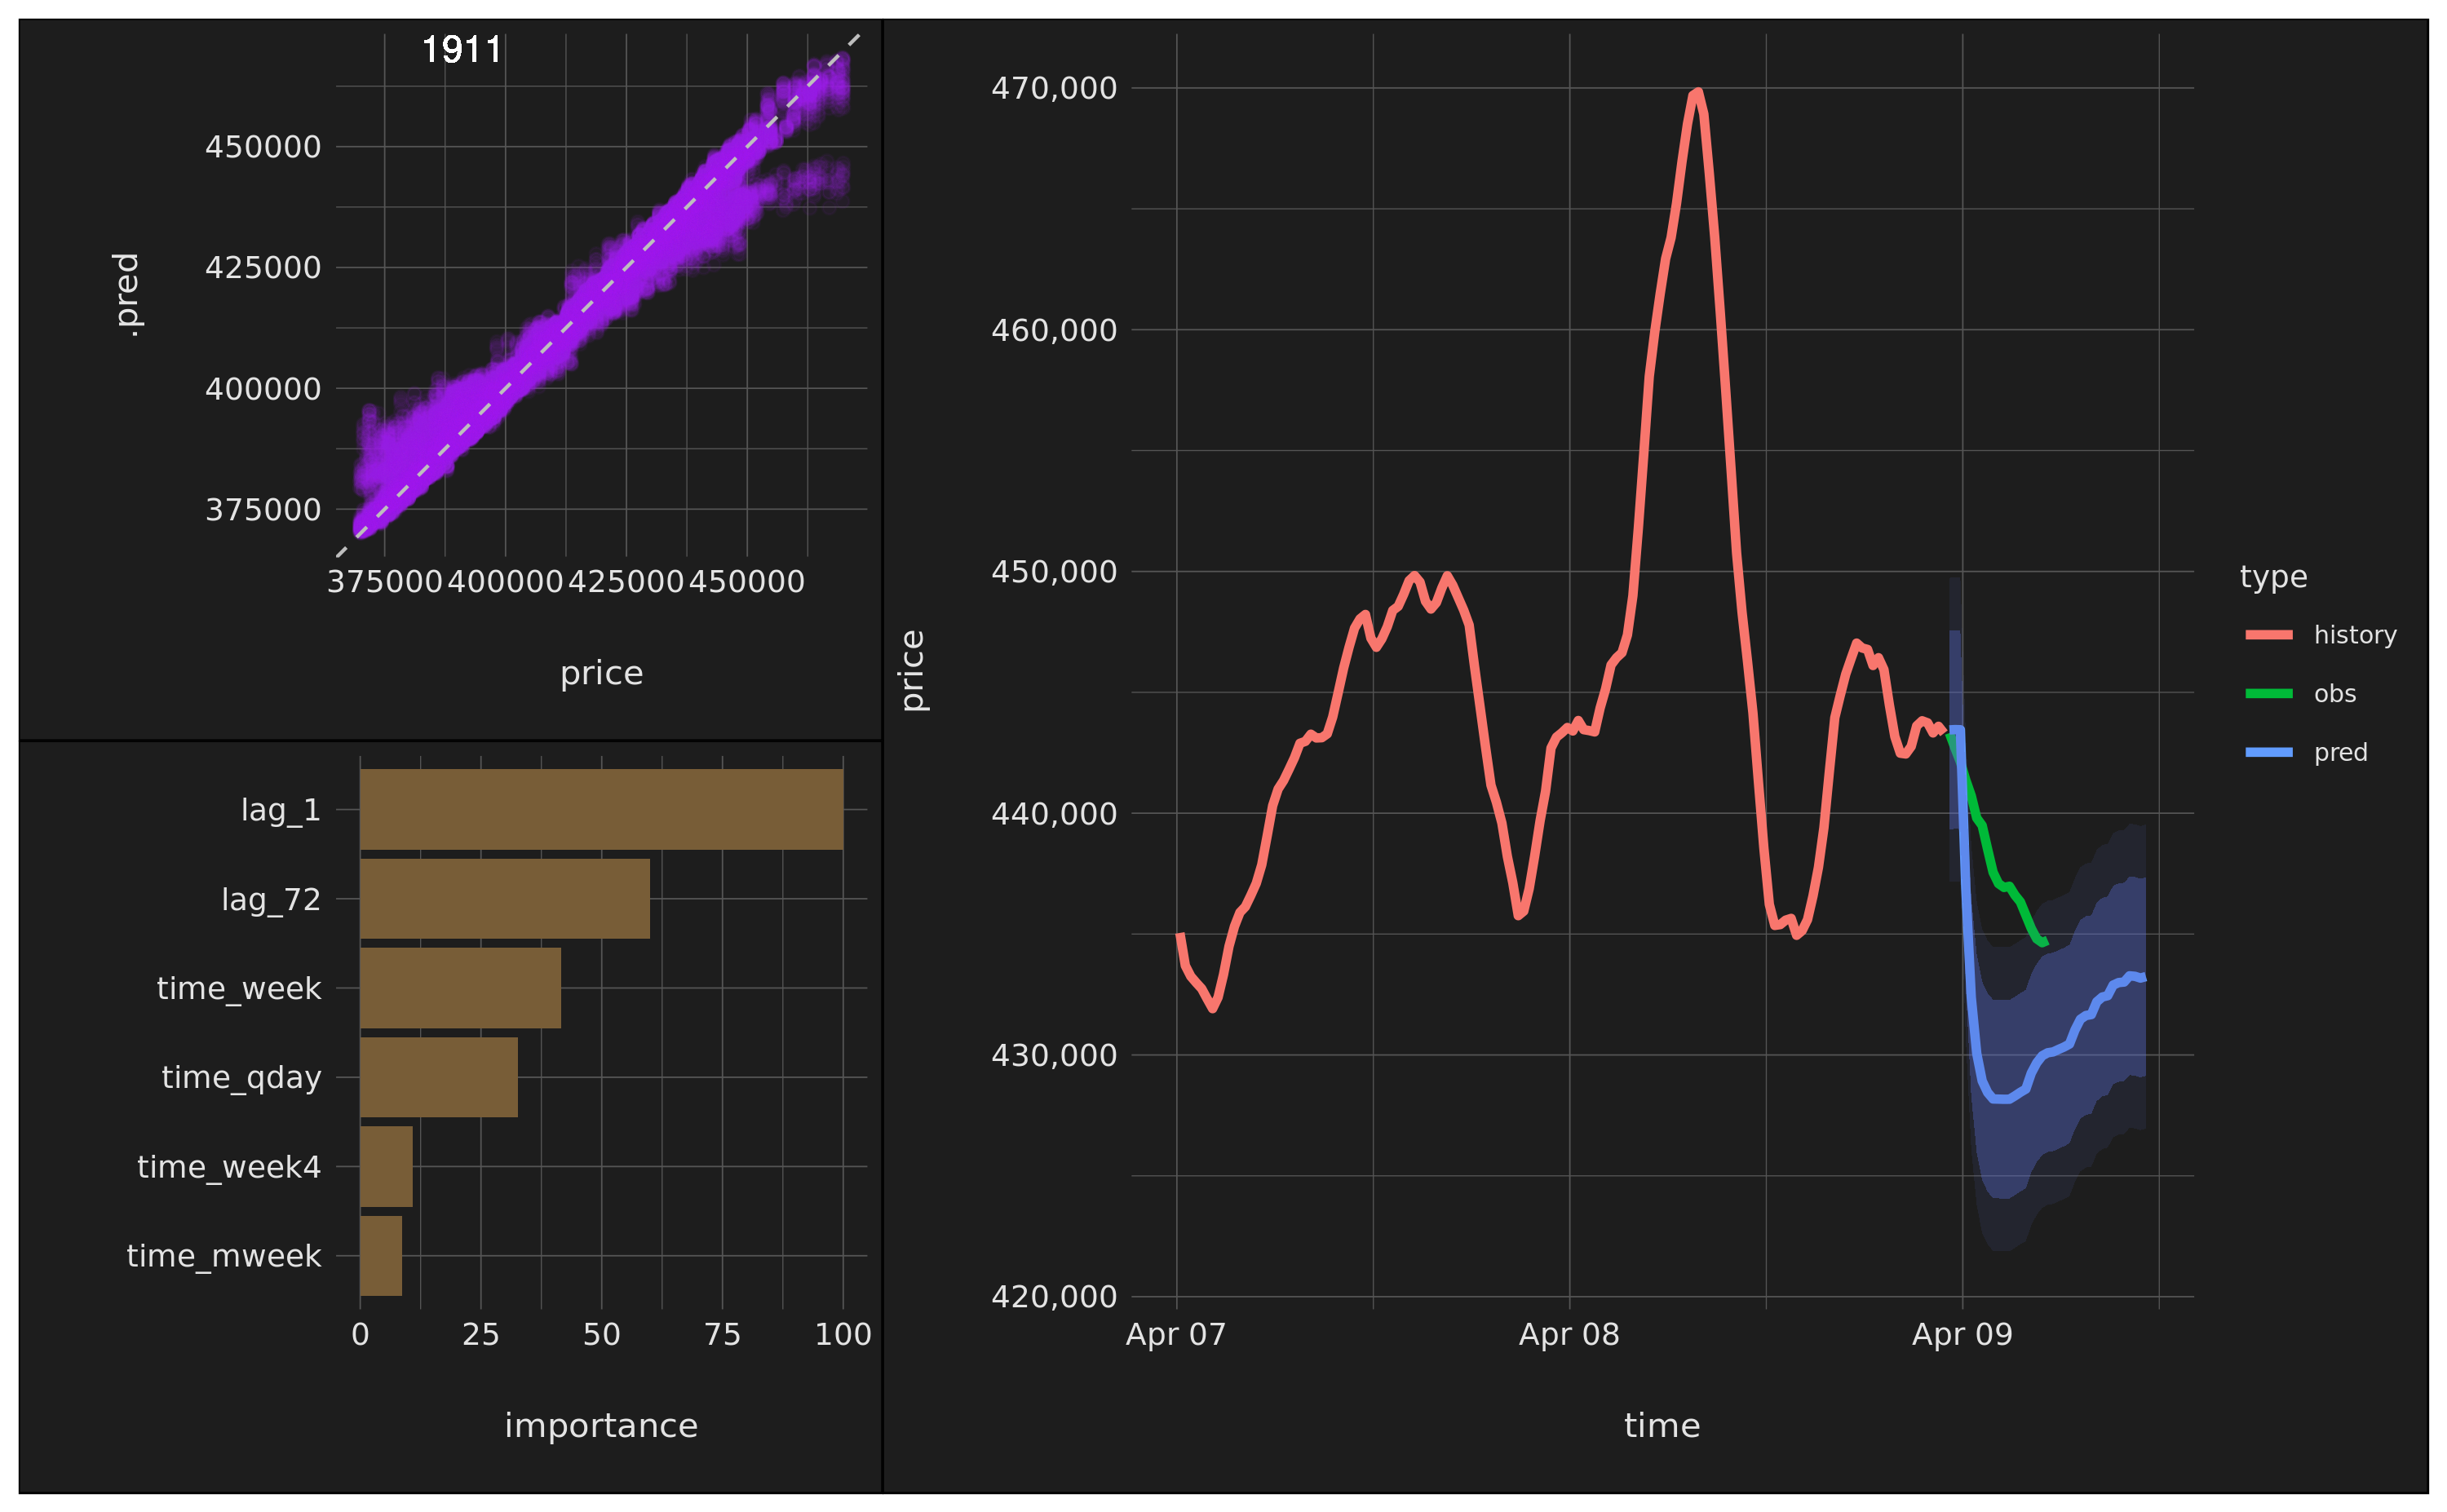 1911
.pred
450000
425000
400000
375000
375000 400000 425000 450000
price
lag_1
lag_72
time_week
time_qday
time_week4
time_mweek
0 25 50 75 100
importance
price
470,000
460,000
450,000
440,000
430,000
420,000
Apr 07 Apr 08 Apr 09
time
type
history
obs
pred